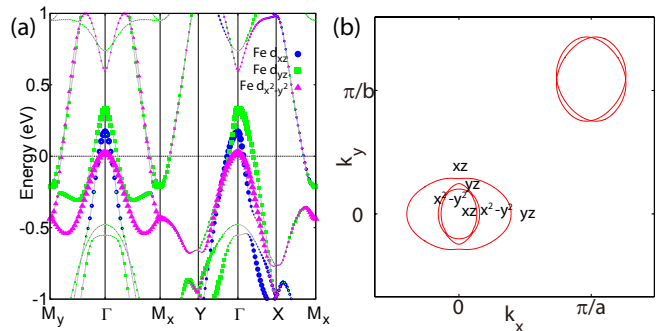 (a)
1
0.5
0.0
-0.5
-1
Energy (eV)
Fe d_xz
Fe d_yz
Fe d_x²-y²
M_y Γ M_x Y Γ X M_x
(b)
π/b
k_y
0
xz
yz
x²-y²
xz
x²-y²
yz
0
k_x
π/a